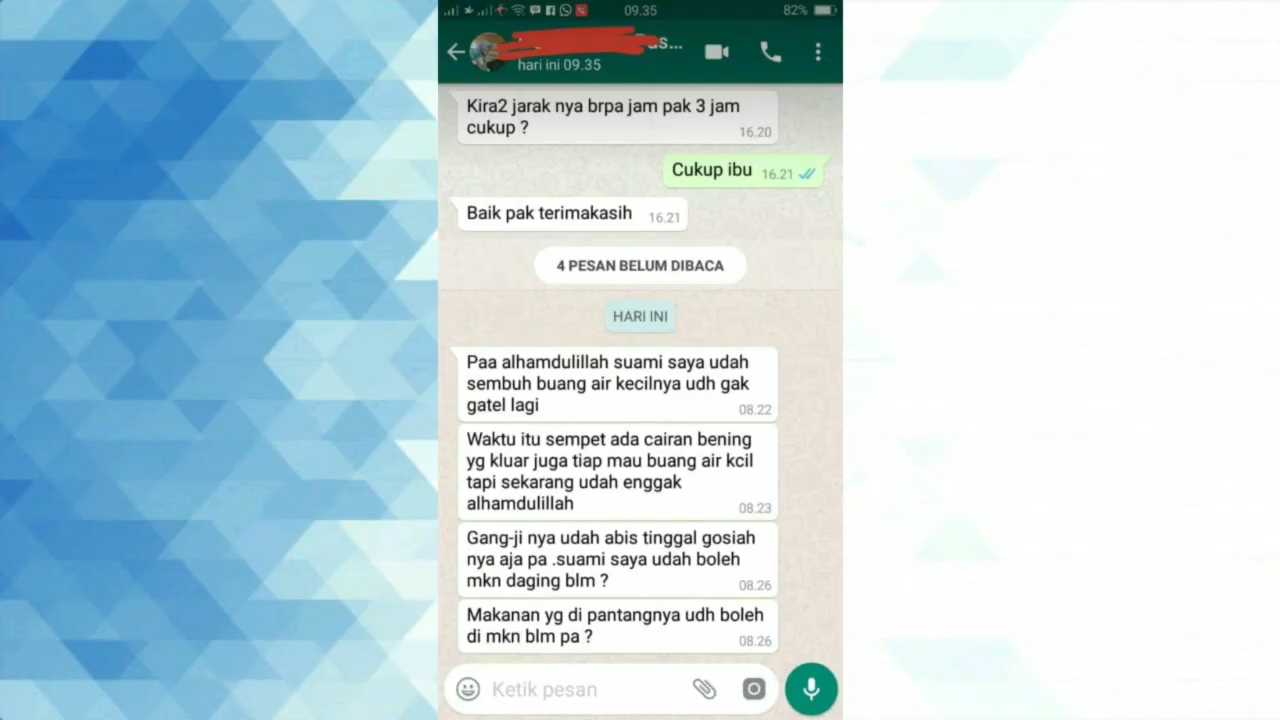 09.35
82%
hari ini 09.35
Kira2 jarak nya brpa jam pak 3 jam
cukup ?
16.20
Cukup ibu 16.21
Baik pak terimakasih 16.21
4 PESAN BELUM DIBACA
HARI INI
Paa alhamdulillah suami saya udah
sembuh buang air kecilnya udh gak
gatel lagi
08.22
Waktu itu sempet ada cairan bening
yg kluar juga tiap mau buang air kcil
tapi sekarang udah enggak
alhamdulillah
08.23
Gang-ji nya udah abis tinggal gosiah
nya aja pa .suami saya udah boleh
mkn daging blm ?
08.26
Makanan yg di pantangnya udh boleh
di mkn blm pa ?
08.26
Ketik pesan